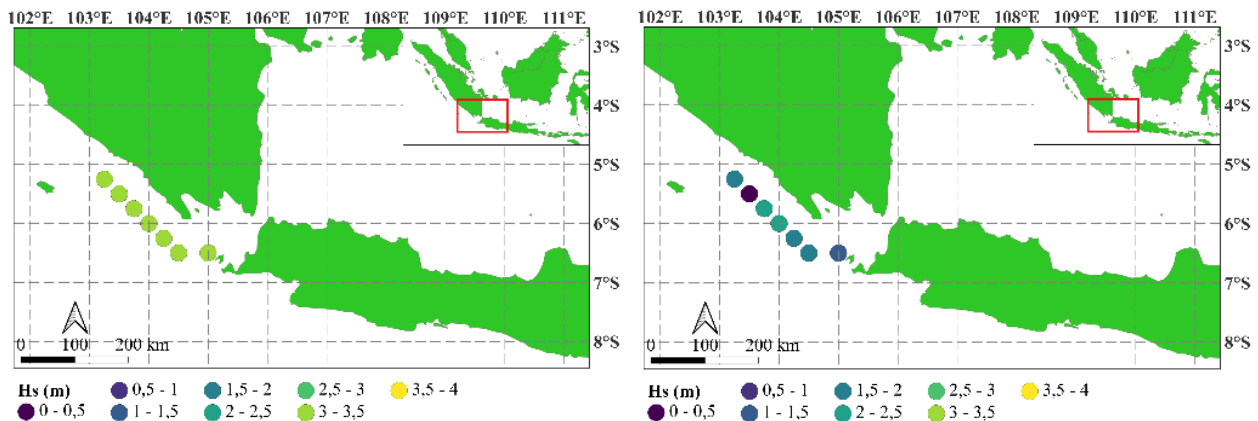 102°E 103°E 104°E 105°E 106°E 107°E 108°E 109°E 110°E 111°E
3°S
4°S
5°S
6°S
7°S
8°S
0 100 200 km
Hs (m)
0 - 0,5
0,5 - 1
1 - 1,5
1,5 - 2
2 - 2,5
2,5 - 3
3 - 3,5
3,5 - 4
102°E 103°E 104°E 105°E 106°E 107°E 108°E 109°E 110°E 111°E
3°S
4°S
5°S
6°S
7°S
8°S
0 100 200 km
Hs (m)
0 - 0,5
0,5 - 1
1 - 1,5
1,5 - 2
2 - 2,5
2,5 - 3
3 - 3,5
3,5 - 4